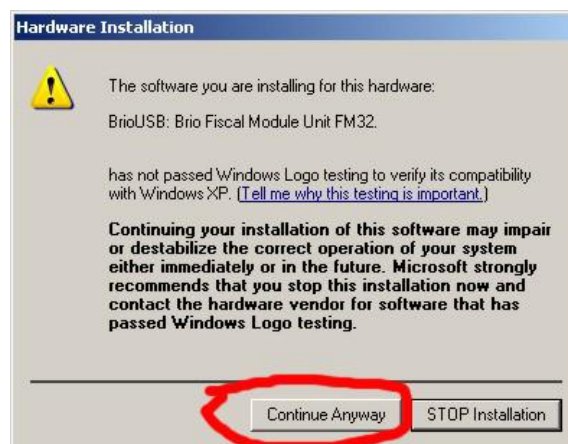 Hardware Installation
The software you are installing for this hardware:
BrioUSB: Brio Fiscal Module Unit FM32.
has not passed Windows Logo testing to verify its compatibility
with Windows XP. (Tell me why this testing is important.)
Continuing your installation of this software may impair
or destabilize the correct operation of your system
either immediately or in the future. Microsoft strongly
recommends that you stop this installation now and
contact the hardware vendor for software that has
passed Windows Logo testing.
Continue Anyway
STOP Installation